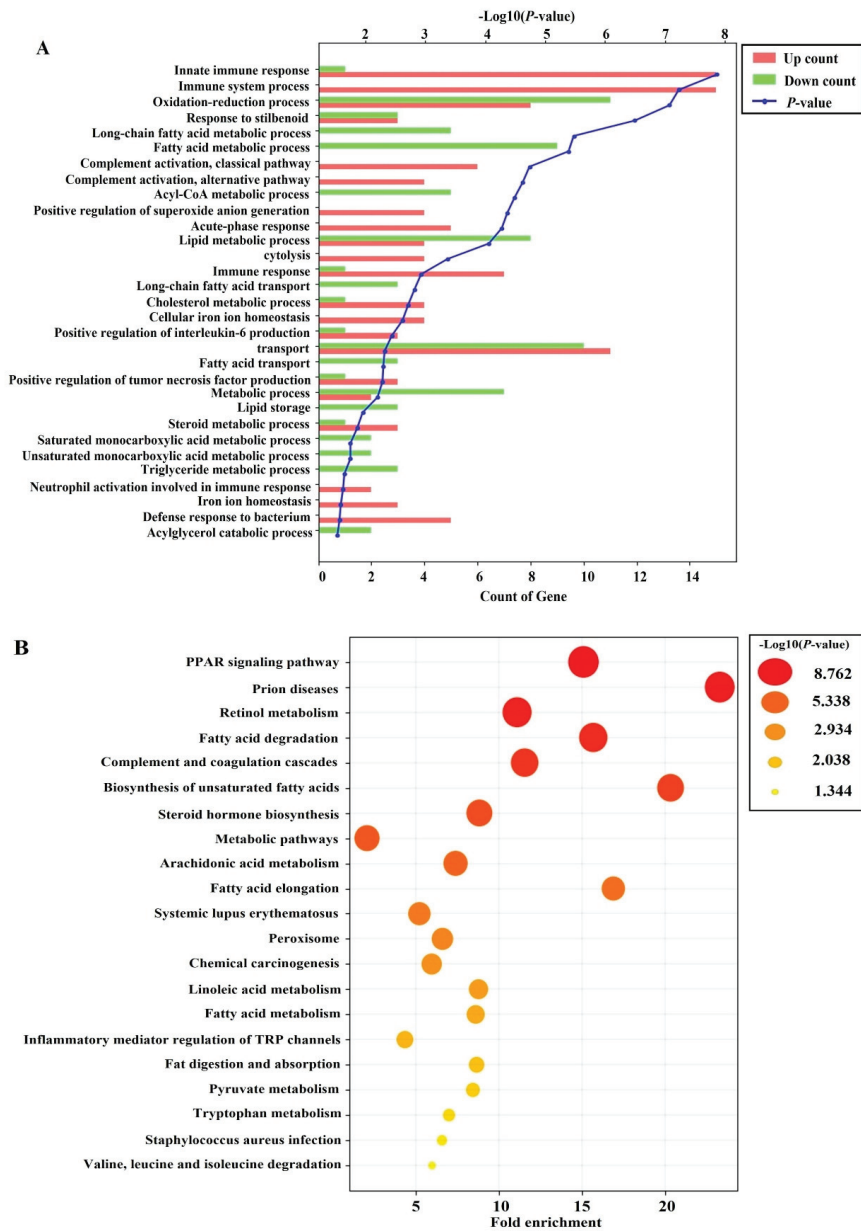 -Log10(P-value)
A
2 3 4 5 6 7 8
Up count
Down count
P-value
Innate immune response
Immune system process
Oxidation-reduction process
Response to stilbenoid
Long-chain fatty acid metabolic process
Fatty acid metabolic process
Complement activation, classical pathway
Complement activation, alternative pathway
Acyl-CoA metabolic process
Positive regulation of superoxide anion generation
Acute-phase response
Lipid metabolic process
cytolysis
Immune response
Long-chain fatty acid transport
Cholesterol metabolic process
Cellular iron ion homeostasis
Positive regulation of interleukin-6 production
transport
Fatty acid transport
Positive regulation of tumor necrosis factor production
Metabolic process
Lipid storage
Steroid metabolic process
Saturated monocarboxylic acid metabolic process
Unsaturated monocarboxylic acid metabolic process
Triglyceride metabolic process
Neutrophil activation involved in immune response
Iron ion homeostasis
Defense response to bacterium
Acylglycerol catabolic process
0 2 4 6 8 10 12 14
Count of Gene
B
-Log10(P-value)
8.762
5.338
2.934
2.038
1.344
PPAR signaling pathway
Prion diseases
Retinol metabolism
Fatty acid degradation
Complement and coagulation cascades
Biosynthesis of unsaturated fatty acids
Steroid hormone biosynthesis
Metabolic pathways
Arachidonic acid metabolism
Fatty acid elongation
Systemic lupus erythematosus
Peroxisome
Chemical carcinogenesis
Linoleic acid metabolism
Fatty acid metabolism
Inflammatory mediator regulation of TRP channels
Fat digestion and absorption
Pyruvate metabolism
Tryptophan metabolism
Staphylococcus aureus infection
Valine, leucine and isoleucine degradation
5 10 15 20
Fold enrichment